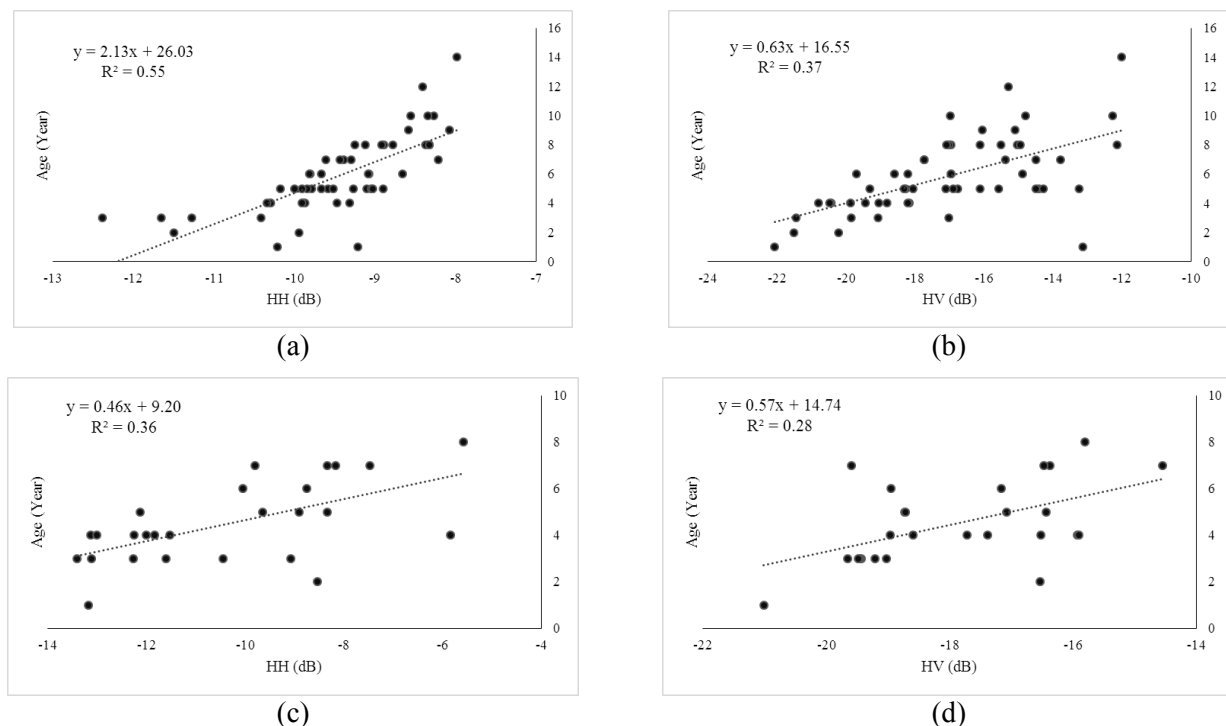 y = 2.13x + 26.03
R² = 0.55
Age (Year)
16
14
12
10
8
6
4
2
0
-13 -12 -11 -10 -9 -8 -7
HH (dB)
(a)
y = 0.63x + 16.55
R² = 0.37
Age (Year)
16
14
12
10
8
6
4
2
0
-24 -22 -20 -18 -16 -14 -12 -10
HV (dB)
(b)
y = 0.46x + 9.20
R² = 0.36
Age (Year)
10
8
6
4
2
0
-14 -12 -10 -8 -6 -4
HH (dB)
(c)
y = 0.57x + 14.74
R² = 0.28
Age (Year)
10
8
6
4
2
0
-22 -20 -18 -16 -14
HV (dB)
(d)